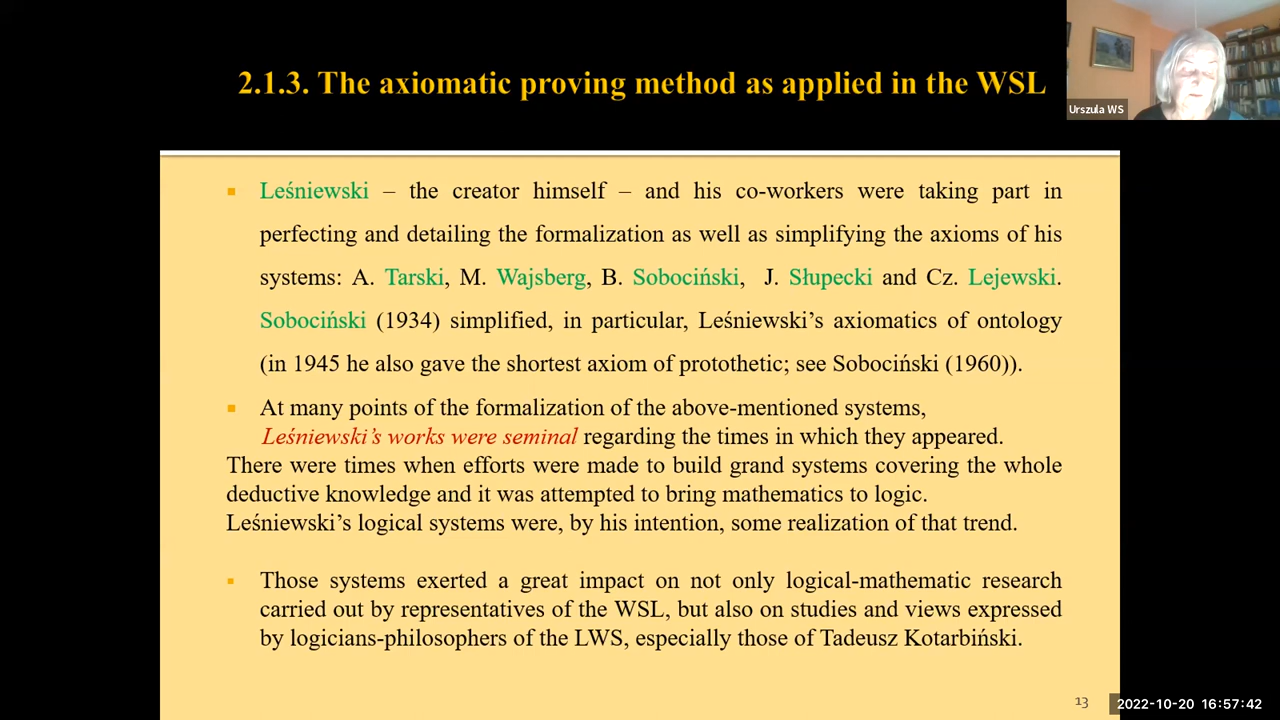 2.1.3. The axiomatic proving method as applied in the WSL
Urszula WS
▪ Leśniewski – the creator himself – and his co-workers were taking part in
perfecting and detailing the formalization as well as simplifying the axioms of his
systems: A. Tarski, M. Wajsberg, B. Sobociński, J. Słupecki and Cz. Lejewski.
Sobociński (1934) simplified, in particular, Leśniewski’s axiomatics of ontology
(in 1945 he also gave the shortest axiom of protothetic; see Sobociński (1960)).
▪ At many points of the formalization of the above-mentioned systems,
Leśniewski’s works were seminal regarding the times in which they appeared.
There were times when efforts were made to build grand systems covering the whole
deductive knowledge and it was attempted to bring mathematics to logic.
Leśniewski’s logical systems were, by his intention, some realization of that trend.
▪ Those systems exerted a great impact on not only logical-mathematic research
carried out by representatives of the WSL, but also on studies and views expressed
by logicians-philosophers of the LWS, especially those of Tadeusz Kotarbiński.
13
2022-10-20 16:57:42